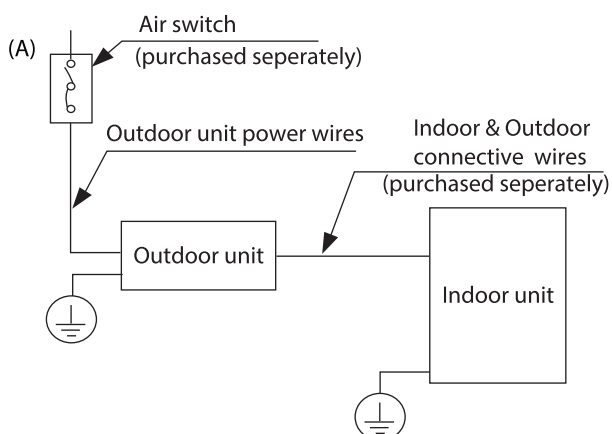 (A)
Air switch
(purchased seperately)
Outdoor unit power wires
Indoor & Outdoor
connective wires
(purchased seperately)
Outdoor unit
Indoor unit